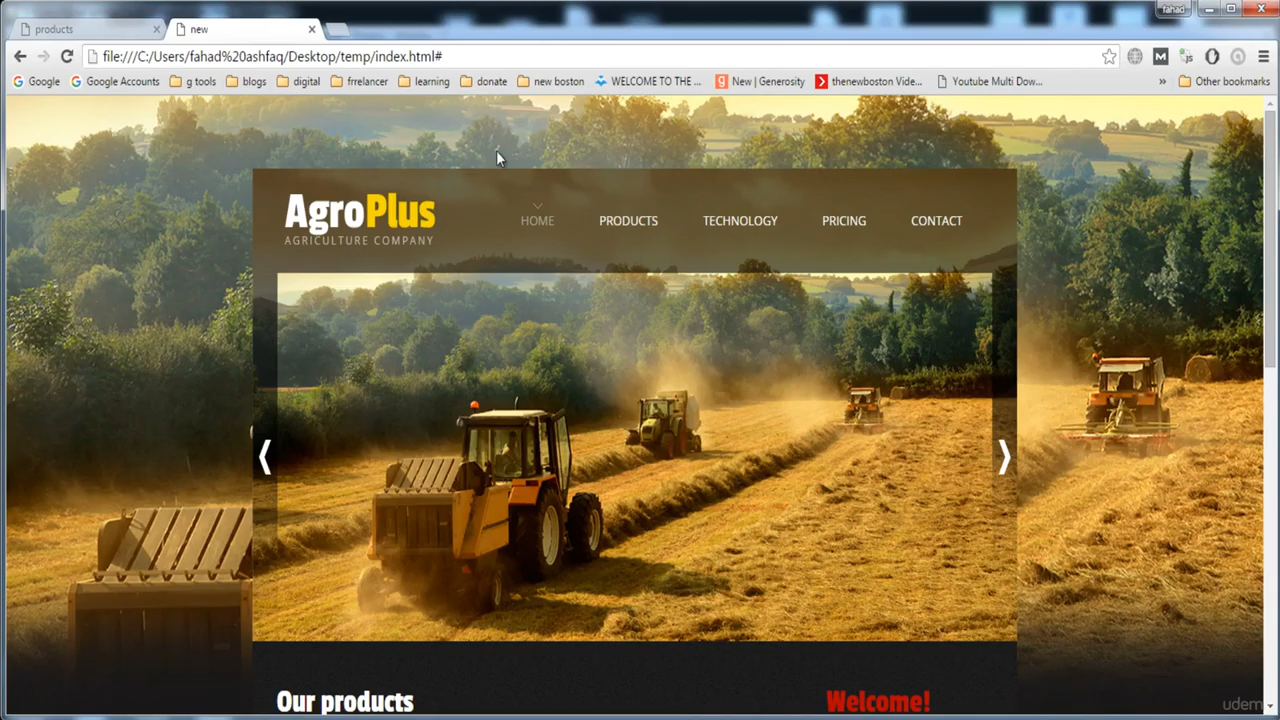 fahad
products
new
file:///C:/Users/fahad%20ashfaq/Desktop/temp/index.html#
Google
Google Accounts
g tools
blogs
digital
frrelancer
learning
donate
new boston
WELCOME TO THE ...
New | Generosity
thenewboston Vide...
Youtube Multi Dow...
»
Other bookmarks
AgroPlus
AGRICULTURE COMPANY
HOME
PRODUCTS
TECHNOLOGY
PRICING
CONTACT
Our products
Welcome!